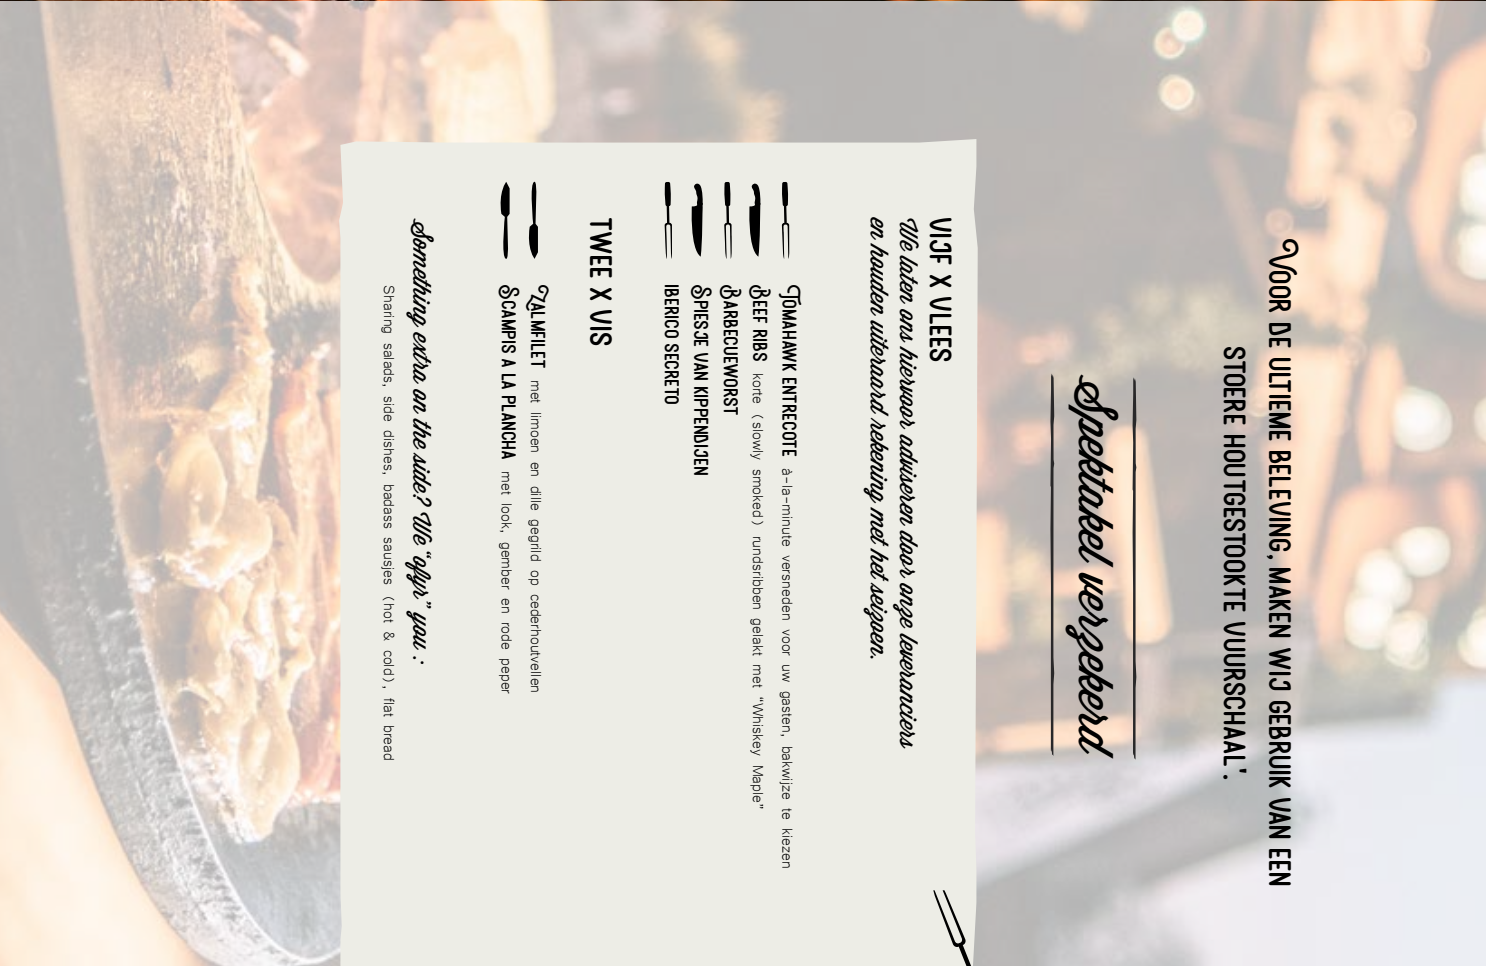 VOOR DE ULTIEME BELEVING, MAKEN WIJ GEBRUIK VAN EEN
STOERE HOUTGESTOOKTE VUURSCHAAL'.
Spektakel verzekerd
VIJF X VLEES
We laten ons hiervoor adviseren door onze leveranciers
en houden uiteraard rekening met het seizoen.
TOMAHAWK ENTRECOTE à-la-minute versneden voor uw gasten, bakwijze te kiezen
BEEF RIBS korte (slowly smoked) rundsribben gelakt met "Whiskey Maple"
BARBECUEWORST
SPIESJE VAN KIPPENDIJEN
IBERICO SECRETO
TWEE X VIS
ZALMFILET met limoen en dille gegrild op cederhoutvellen
SCAMPIS A LA PLANCHA met look, gember en rode peper
Something extra on the side? We "ofyr" you :
Sharing salads, side dishes, badass sausjes (hot & cold), flat bread